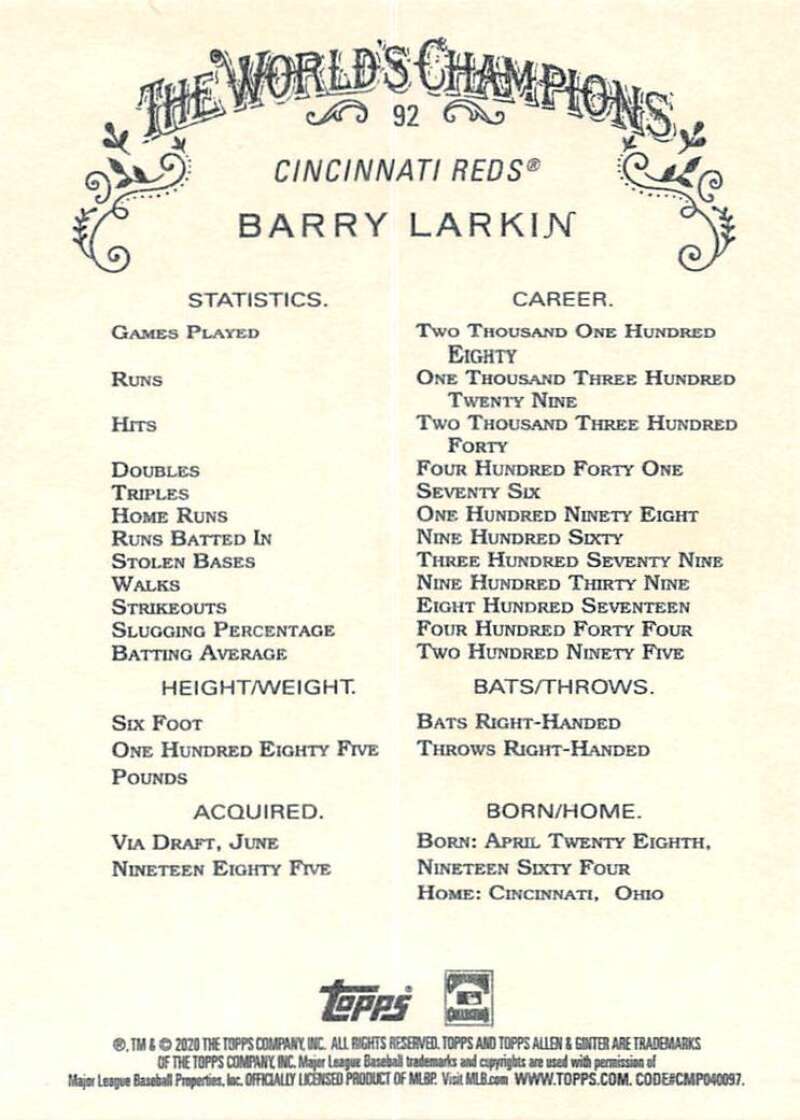 THE WORLD'S CHAMPIONS
92
CINCINNATI REDS®
BARRY LARKIN
STATISTICS.
CAREER.
GAMES PLAYED
TWO THOUSAND ONE HUNDRED
EIGHTY
RUNS
ONE THOUSAND THREE HUNDRED
TWENTY NINE
HITS
TWO THOUSAND THREE HUNDRED
FORTY
DOUBLES
FOUR HUNDRED FORTY ONE
TRIPLES
SEVENTY SIX
HOME RUNS
ONE HUNDRED NINETY EIGHT
RUNS BATTED IN
NINE HUNDRED SIXTY
STOLEN BASES
THREE HUNDRED SEVENTY NINE
WALKS
NINE HUNDRED THIRTY NINE
STRIKEOUTS
EIGHT HUNDRED SEVENTEEN
SLUGGING PERCENTAGE
FOUR HUNDRED FORTY FOUR
BATTING AVERAGE
TWO HUNDRED NINETY FIVE
HEIGHT/WEIGHT.
SIX FOOT
ONE HUNDRED EIGHTY FIVE
POUNDS
BATS/THROWS.
BATS RIGHT-HANDED
THROWS RIGHT-HANDED
ACQUIRED.
VIA DRAFT, JUNE
NINETEEN EIGHTY FIVE
BORN/HOME.
BORN: APRIL TWENTY EIGHTH,
NINETEEN SIXTY FOUR
HOME: CINCINNATI, OHIO
Topps
®, TM & © 2020 THE TOPPS COMPANY, INC. ALL RIGHTS RESERVED. TOPPS AND TOPPS ALLEN & GINTER ARE TRADEMARKS
OF THE TOPPS COMPANY, INC. Major League Baseball trademarks and copyrights are used with permission of
Major League Baseball Properties, Inc. OFFICIALLY LICENSED PRODUCT OF MLBP. Visit MLB.com WWW.TOPPS.COM. CODE#CMP040097.